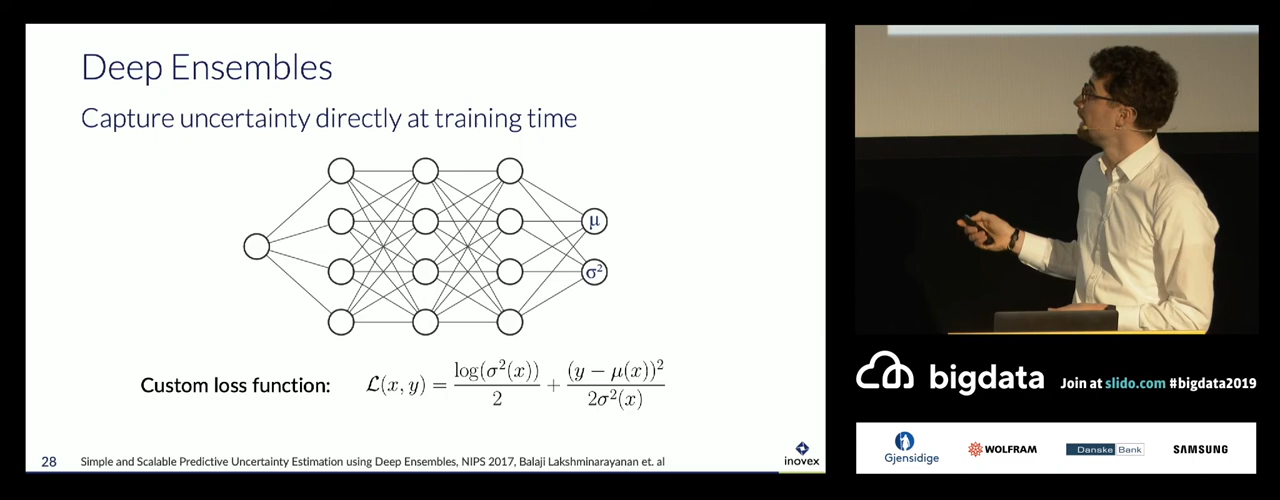 Deep Ensembles
Capture uncertainty directly at training time
μ
σ²
Custom loss function: ℒ(x, y) = log(σ²(x))/2 + (y − μ(x))²/2σ²(x)
28 Simple and Scalable Predictive Uncertainty Estimation using Deep Ensembles, NIPS 2017, Balaji Lakshminarayanan et. al
inovex
bigdata Join at slido.com #bigdata2019
Gjensidige WOLFRAM Danske Bank SAMSUNG